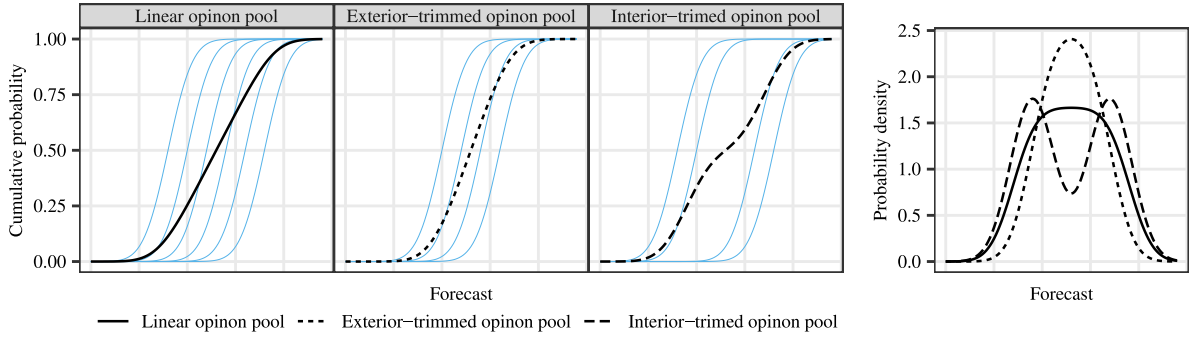 Linear opinon pool
Exterior−trimmed opinon pool
Interior−trimed opinon pool
Cumulative probability
1.00
0.75
0.50
0.25
0.00
Forecast
Linear opinon pool
Exterior−trimmed opinon pool
Interior−trimed opinon pool
Probability density
2.5
2.0
1.5
1.0
0.5
0.0
Forecast